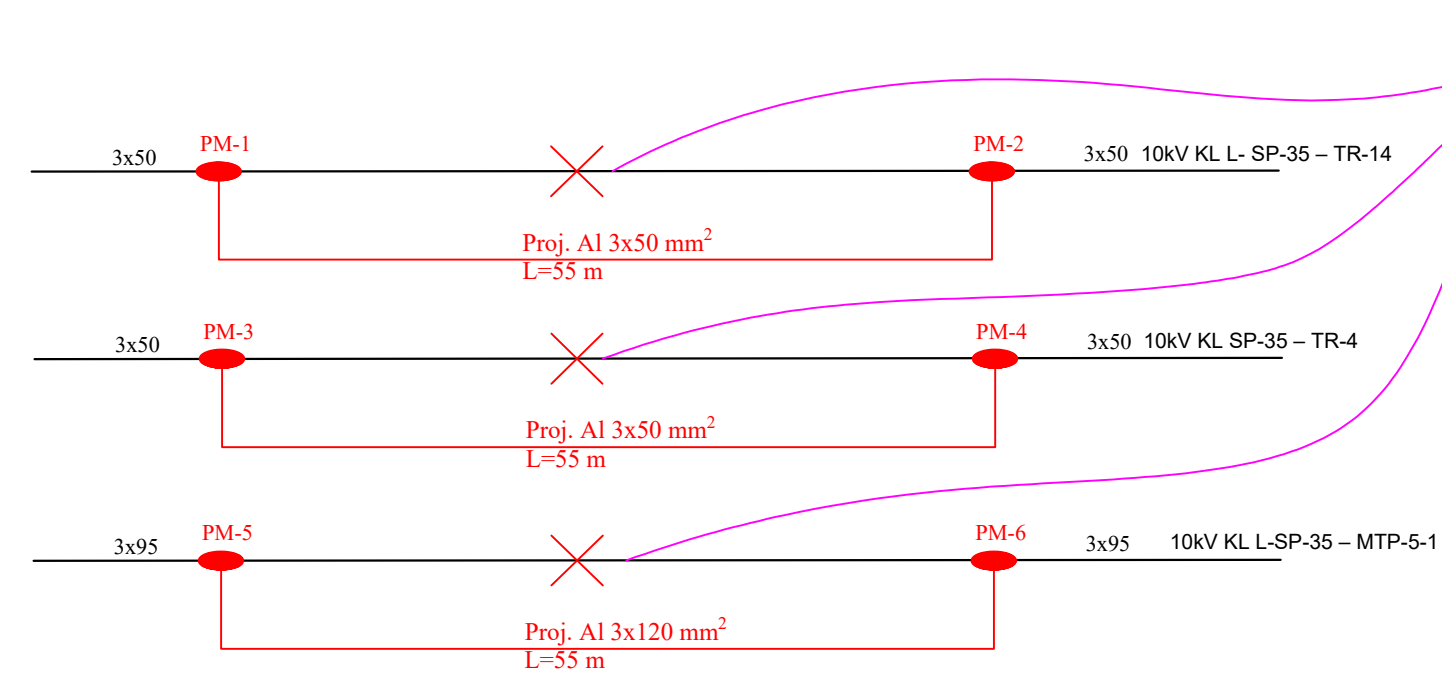 PM-1
PM-2
3x50
3x50 10kV KL L- SP-35 – TR-14
Proj. Al 3x50 mm²
L=55 m
PM-3
PM-4
3x50
3x50 10kV KL SP-35 – TR-4
Proj. Al 3x50 mm²
L=55 m
PM-5
PM-6
3x95
3x95 10kV KL L-SP-35 – MTP-5-1
Proj. Al 3x120 mm²
L=55 m